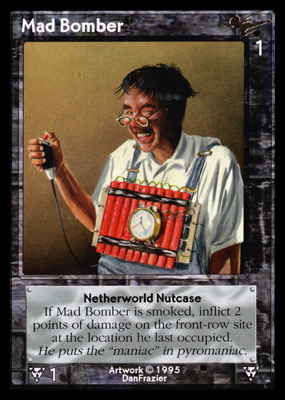 Mad Bomber
1
Netherworld Nutcase
If Mad Bomber is smoked, inflict 2
points of damage on the front-row site
at the location he last occupied.
He puts the "maniac" in pyromaniac.
1
Artwork © 1995
DanFrazier